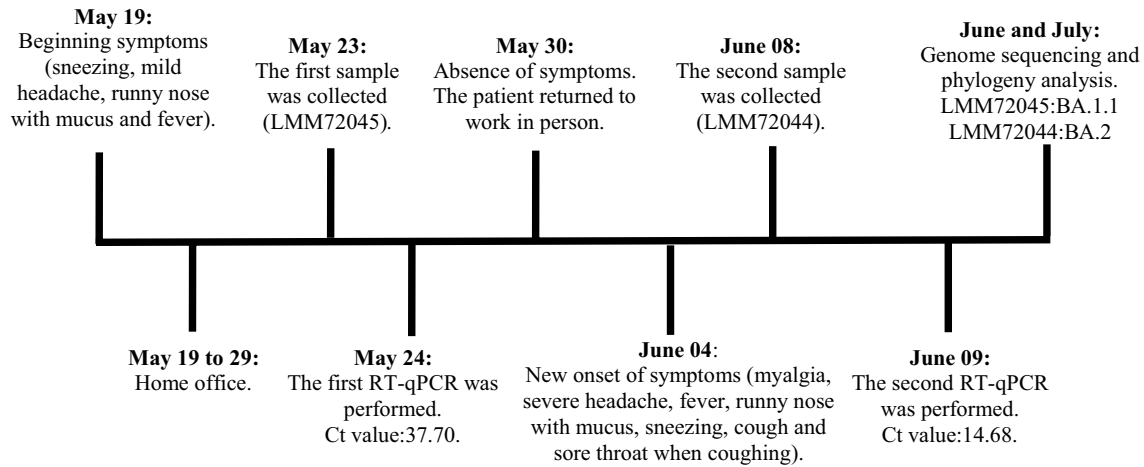 May 19:
Beginning symptoms
(sneezing, mild
headache, runny nose
with mucus and fever).
May 23:
The first sample
was collected
(LMM72045).
May 30:
Absence of symptoms.
The patient returned to
work in person.
June 08:
The second sample
was collected
(LMM72044).
June and July:
Genome sequencing and
phylogeny analysis.
LMM72045:BA.1.1
LMM72044:BA.2
May 19 to 29:
Home office.
May 24:
The first RT-qPCR was
performed.
Ct value:37.70.
June 04:
New onset of symptoms (myalgia,
severe headache, fever, runny nose
with mucus, sneezing, cough and
sore throat when coughing).
June 09:
The second RT-qPCR
was performed.
Ct value:14.68.